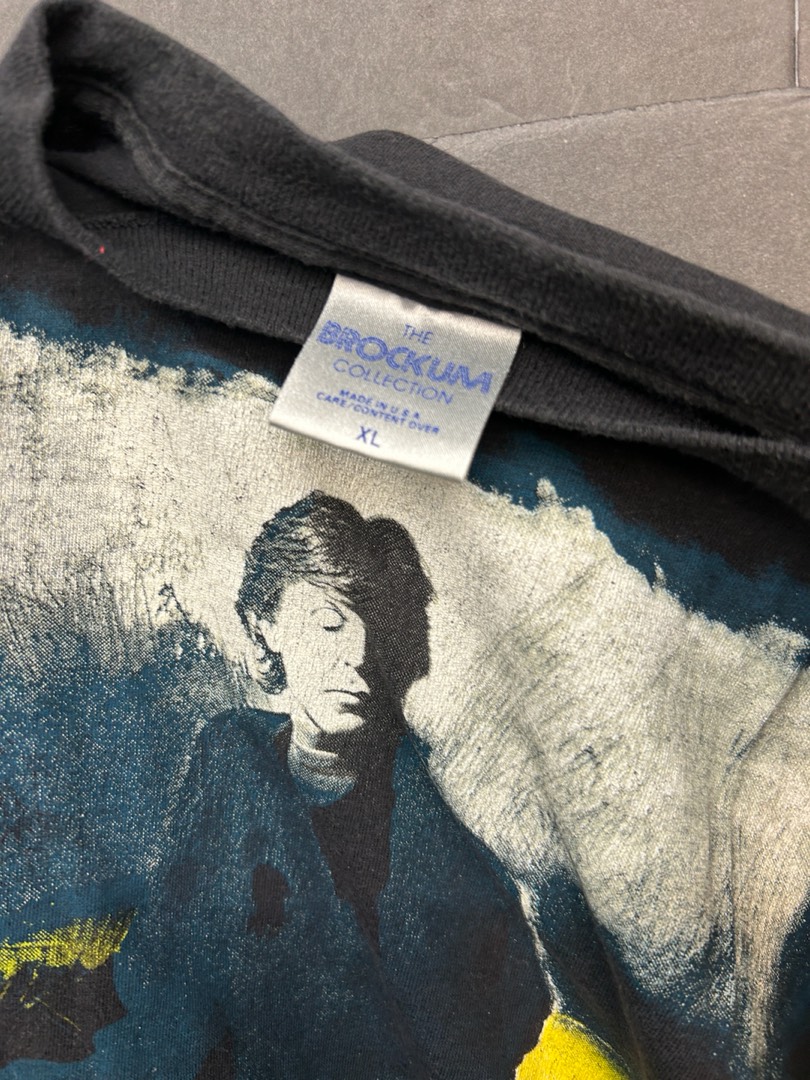 THE
BROCKUM
COLLECTION
MADE IN U.S.A.
CARE/CONTENT OVER
XL